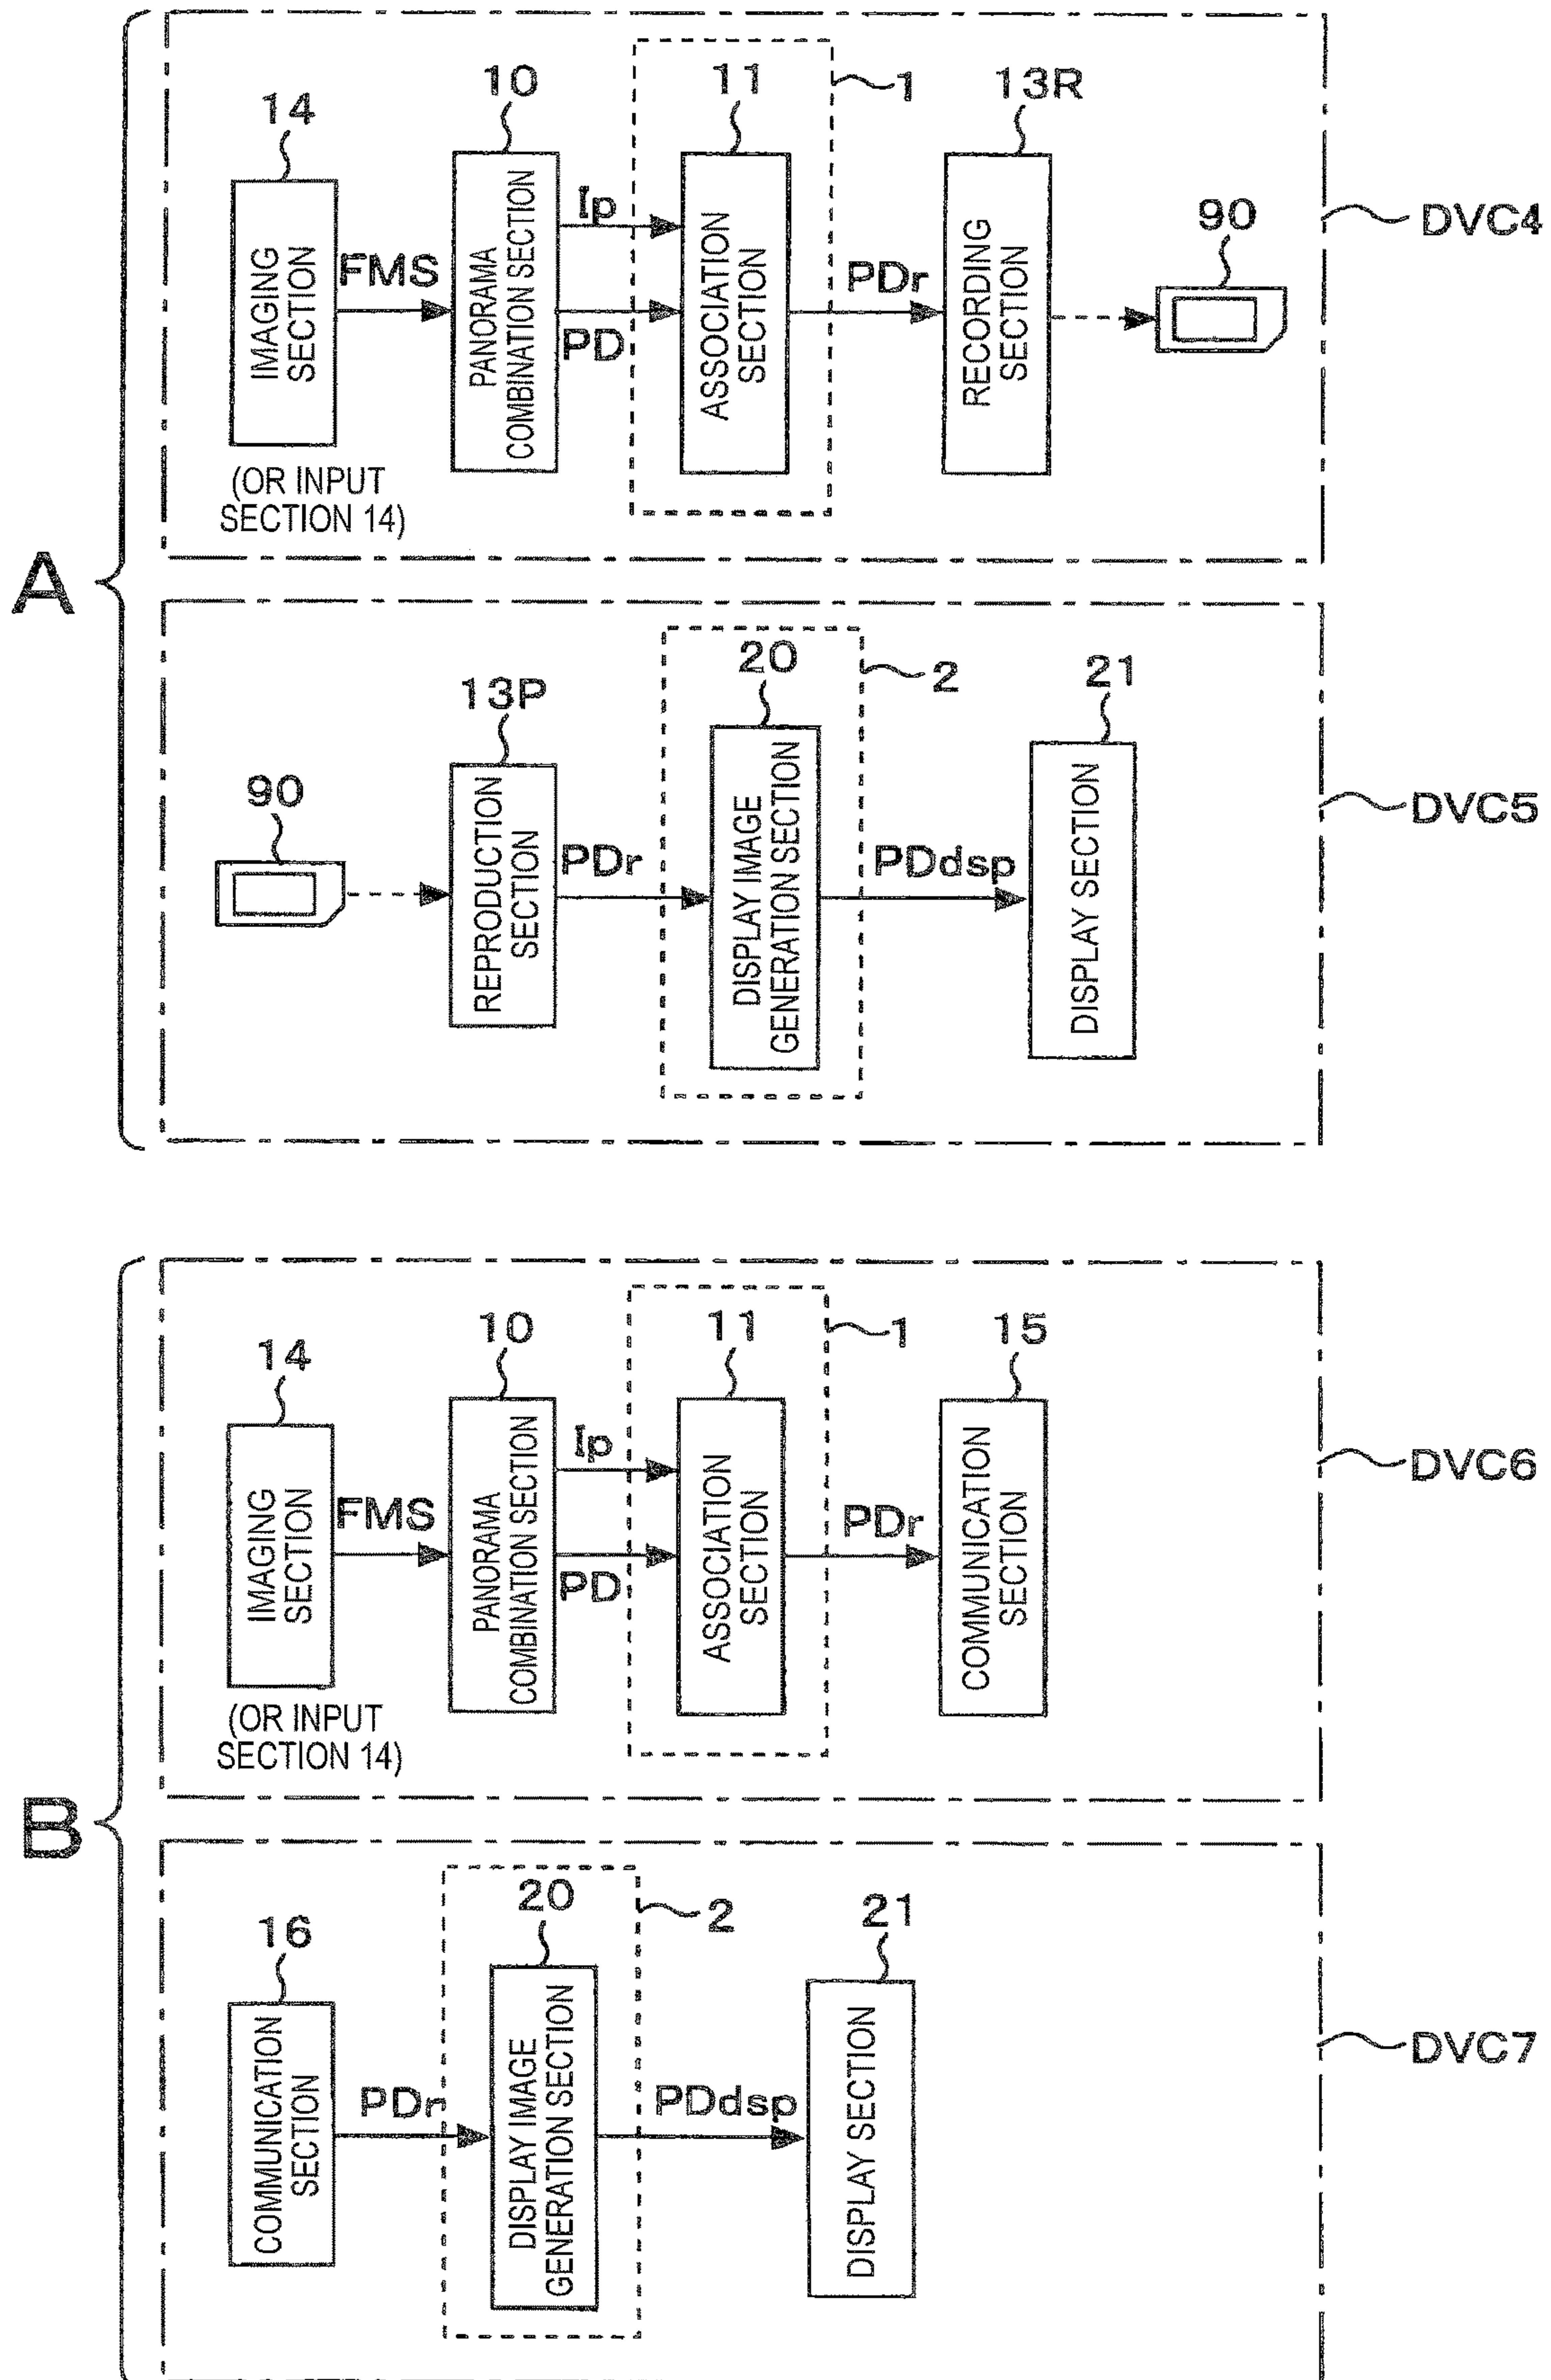 A
14
IMAGING
SECTION
(OR INPUT
SECTION 14)
FMS
10
PANORAMA
COMBINATION SECTION
Ip
PD
11
ASSOCIATION
SECTION
1
PDr
13R
RECORDING
SECTION
90
DVC4
90
13P
REPRODUCTION
SECTION
PDr
20
DISPLAY IMAGE
GENERATION SECTION
2
PDdsp
21
DISPLAY SECTION
DVC5
B
14
IMAGING
SECTION
(OR INPUT
SECTION 14)
FMS
10
PANORAMA
COMBINATION SECTION
Ip
PD
11
ASSOCIATION
SECTION
1
PDr
15
COMMUNICATION
SECTION
DVC6
16
COMMUNICATION
SECTION
PDr
20
DISPLAY IMAGE
GENERATION SECTION
2
PDdsp
21
DISPLAY SECTION
DVC7